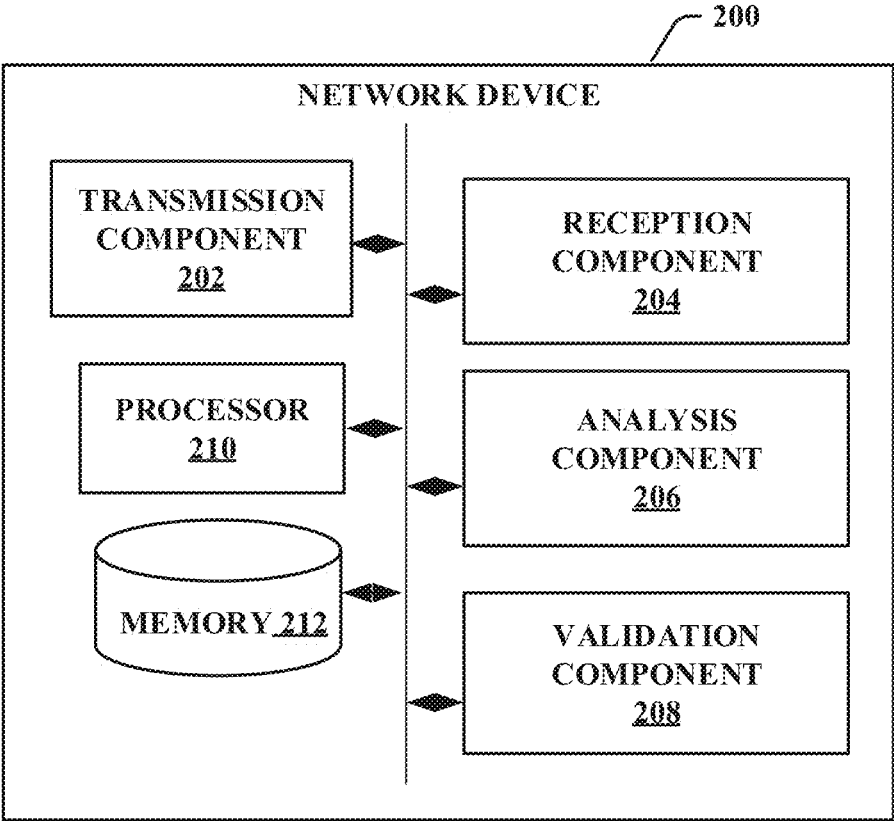 200
NETWORK DEVICE
TRANSMISSION
COMPONENT
202
RECEPTION
COMPONENT
204
PROCESSOR
210
ANALYSIS
COMPONENT
206
MEMORY 212
VALIDATION
COMPONENT
208